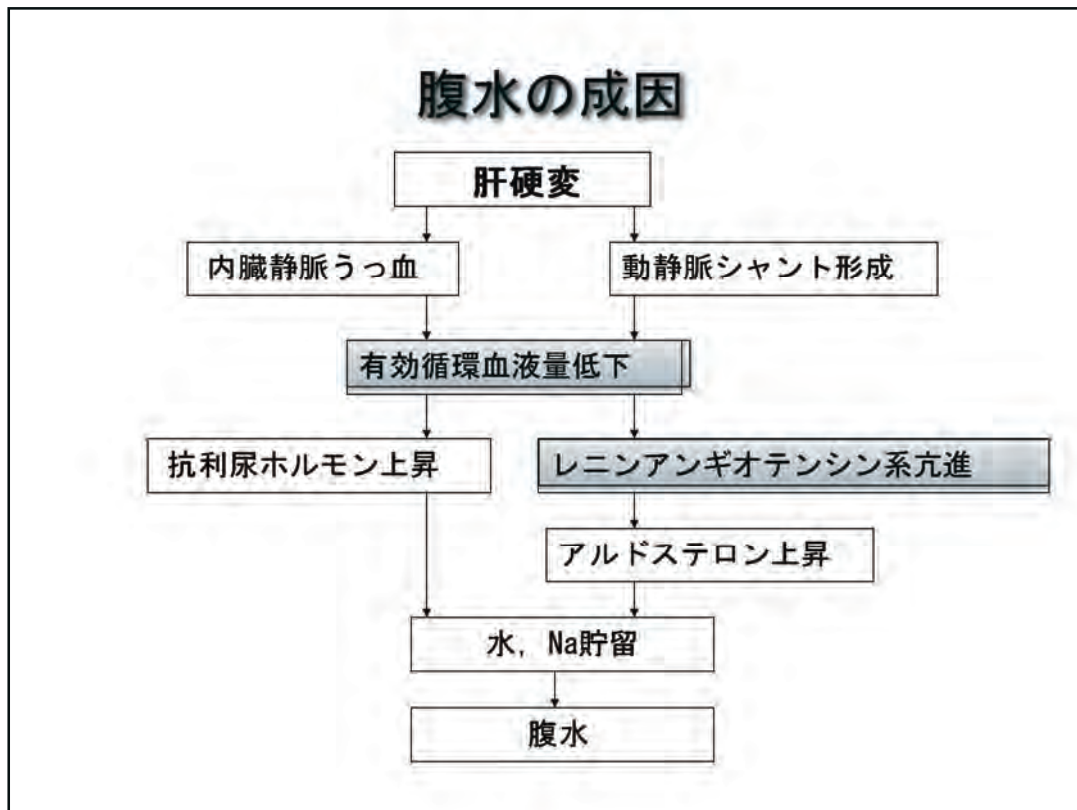 腹水の成因
肝硬変
内臓静脈うっ血
動静脈シャント形成
有効循環血液量低下
抗利尿ホルモン上昇
レニンアンギオテンシン系亢進
アルドステロン上昇
水, Na貯留
腹水